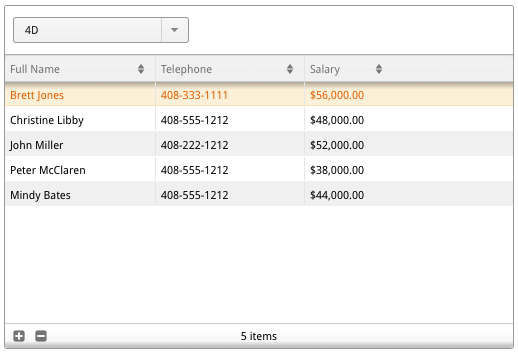 4D
Full Name Telephone Salary
Brett Jones 408-333-1111 $56,000.00
Christine Libby 408-555-1212 $48,000.00
John Miller 408-222-1212 $52,000.00
Peter McClaren 408-555-1212 $38,000.00
Mindy Bates 408-555-1212 $44,000.00
5 items